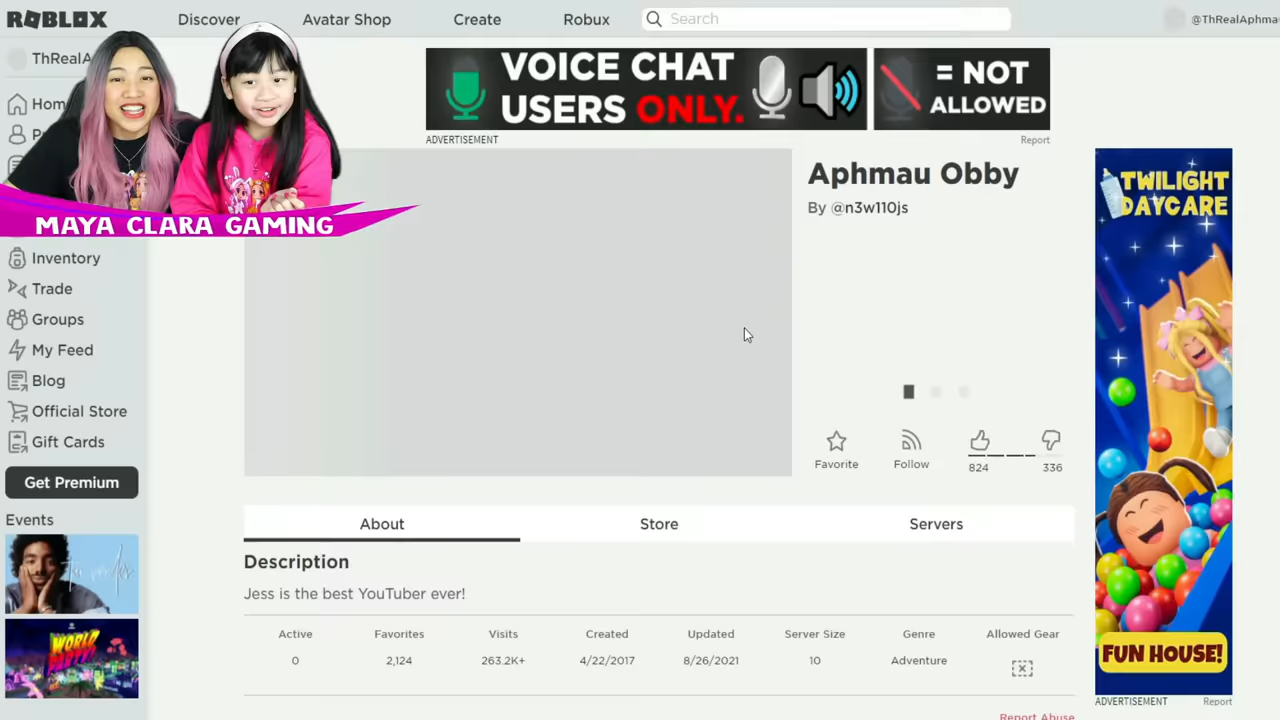 ROBLOX
Discover
Avatar Shop
Create
Robux
Search
@ThRealAphma
ThRealA
Hom
VOICE CHAT
USERS ONLY.
= NOT
ALLOWED
ADVERTISEMENT
Report
MAYA CLARA GAMING
Aphmau Obby
By @n3w110js
Inventory
Trade
Groups
My Feed
Blog
Official Store
Gift Cards
Get Premium
Events
WORLD
PARTY!
Favorite
Follow
824
336
About
Store
Servers
Description
Jess is the best YouTuber ever!
Active
Favorites
Visits
Created
Updated
Server Size
Genre
Allowed Gear
0
2,124
263.2K+
4/22/2017
8/26/2021
10
Adventure
Report Abuse
TWILIGHT
DAYCARE
FUN HOUSE!
ADVERTISEMENT
Report